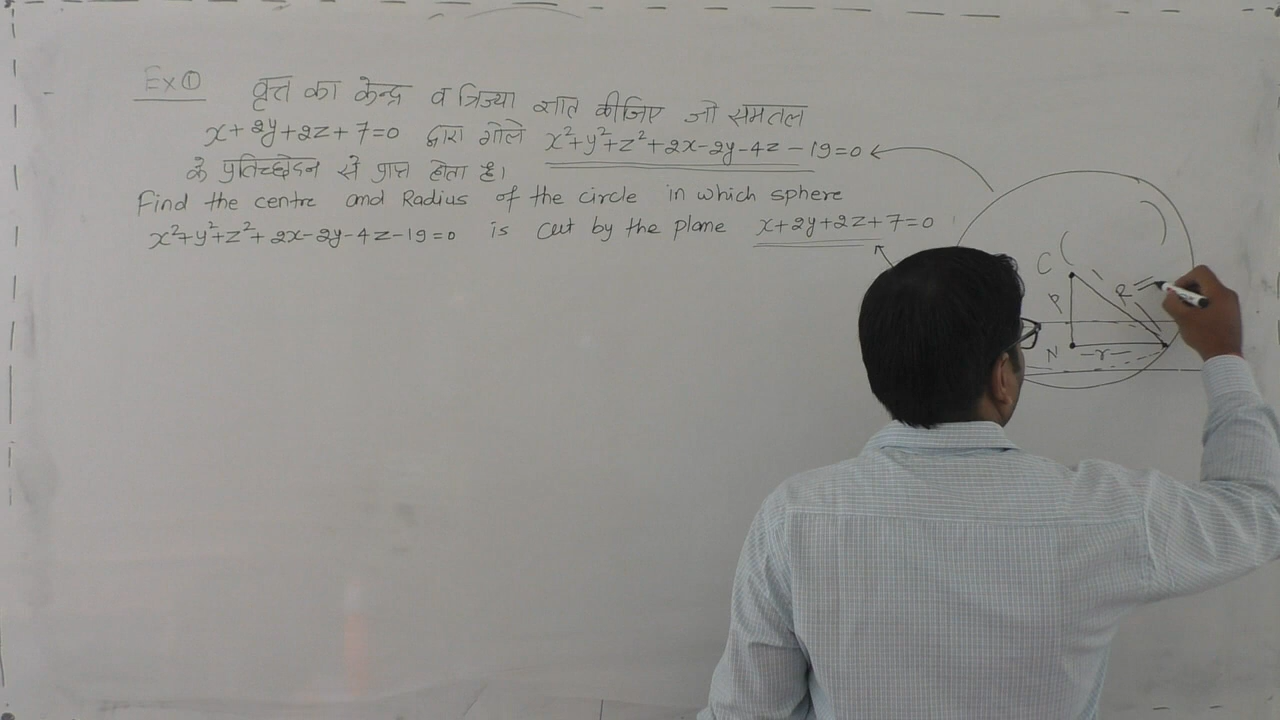 Ex ①
वृत्त का केन्द्र व त्रिज्या ज्ञात कीजिए जो समतल
x+2y+2z+7=0 द्वारा गोले x²+y²+z²+2x-2y-4z-19=0
के प्रतिच्छेदन से प्राप्त होता है।
Find the centre and Radius of the circle in which sphere
x²+y²+z²+2x-2y-4z-19=0 is cut by the plane x+2y+2z+7=0
C
P
R =
N
r